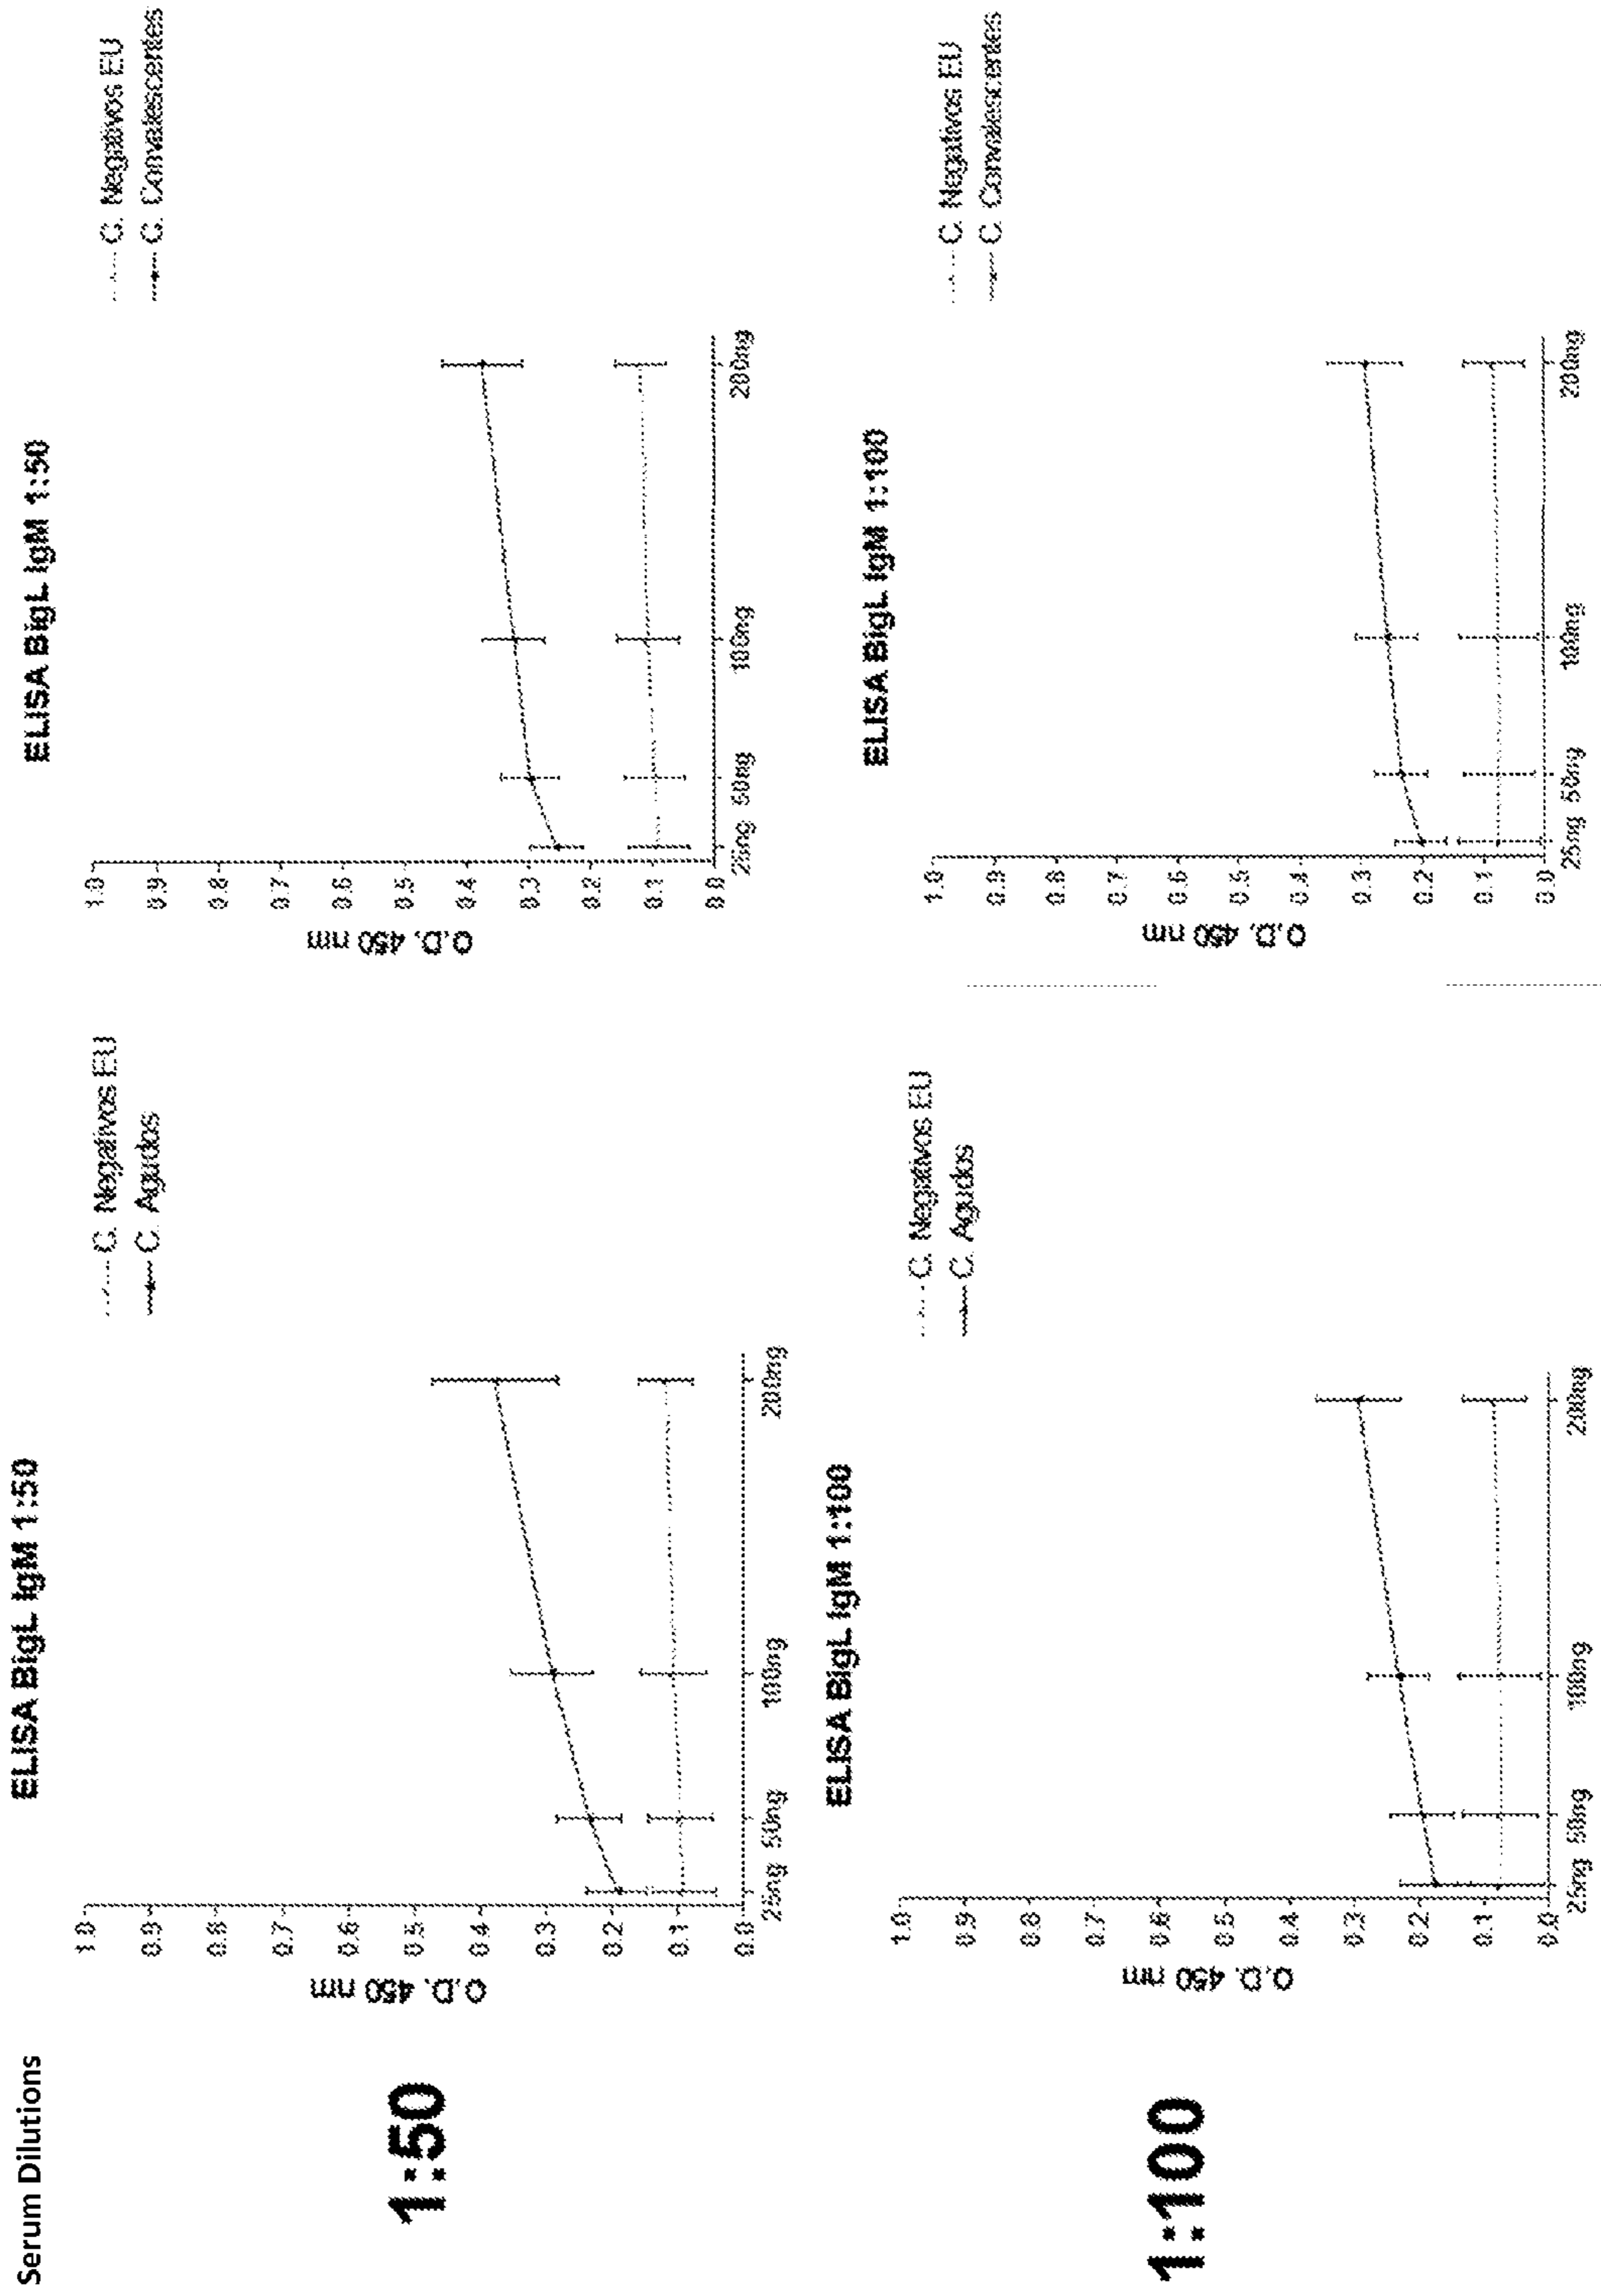 Serum Dilutions
1:50
ELISA BigL IgM 1:50
C. Negativos EU
C. Agudos
O.D. 450 nm
1.0
0.9
0.8
0.7
0.6
0.5
0.4
0.3
0.2
0.1
0.0
25ng 50ng 100ng 200ng
ELISA BigL IgM 1:50
C. Negativos EU
C. Convalescentes
O.D. 450 nm
1.0
0.9
0.8
0.7
0.6
0.5
0.4
0.3
0.2
0.1
0.0
25ng 50ng 100ng 200ng
1:100
ELISA BigL IgM 1:100
C. Negativos EU
C. Agudos
O.D. 450 nm
1.0
0.9
0.8
0.7
0.6
0.5
0.4
0.3
0.2
0.1
0.0
25ng 50ng 100ng 200ng
ELISA BigL IgM 1:100
C. Negativos EU
C. Convalescentes
O.D. 450 nm
1.0
0.9
0.8
0.7
0.6
0.5
0.4
0.3
0.2
0.1
0.0
25ng 50ng 100ng 200ng